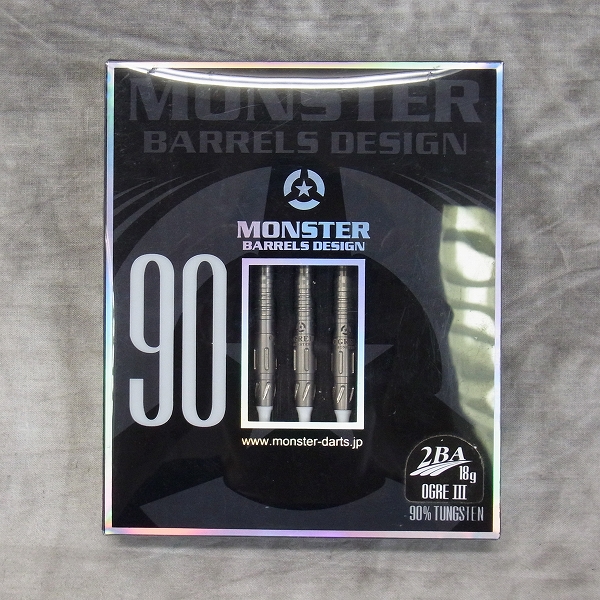 MONSTER
BARRELS DESIGN
MONSTER
BARRELS DESIGN
90
www.monster-darts.jp
2BA
18g
OGRE III
90% TUNGSTEN